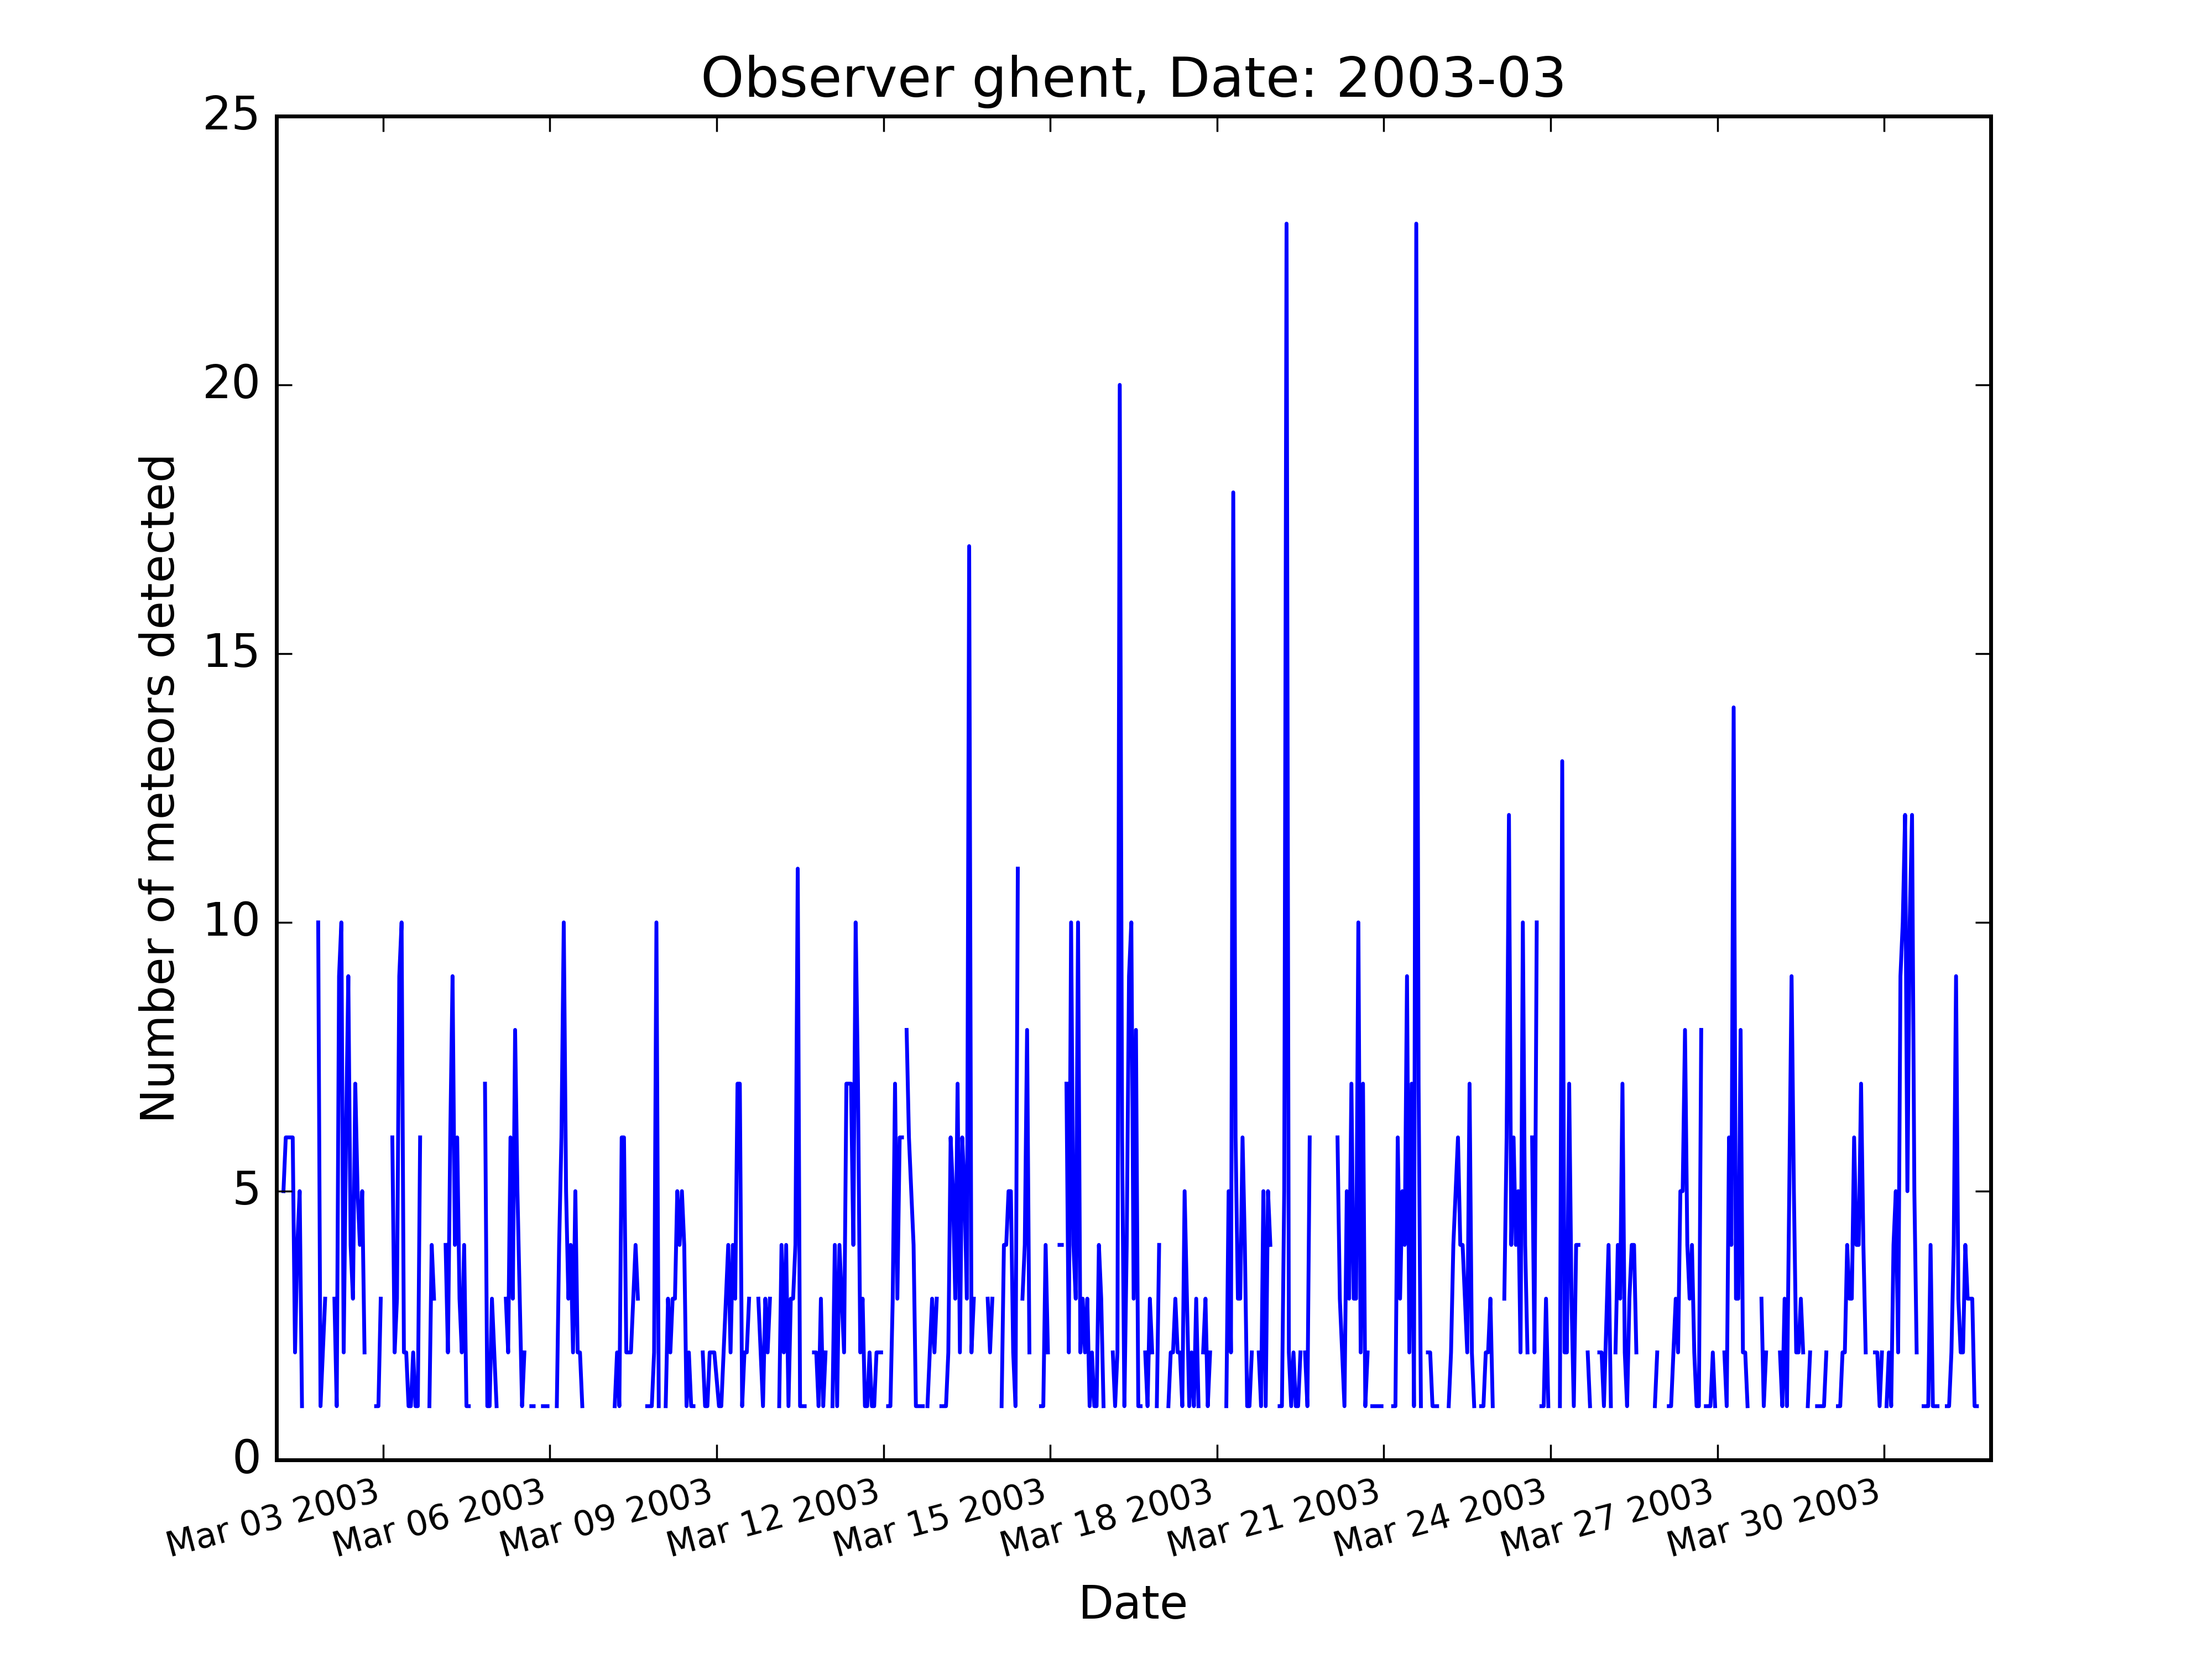 Observer ghent, Date: 2003-03
25
20
15
10
5
0
Number of meteors detected
Mar 03 2003
Mar 06 2003
Mar 09 2003
Mar 12 2003
Mar 15 2003
Mar 18 2003
Mar 21 2003
Mar 24 2003
Mar 27 2003
Mar 30 2003
Date